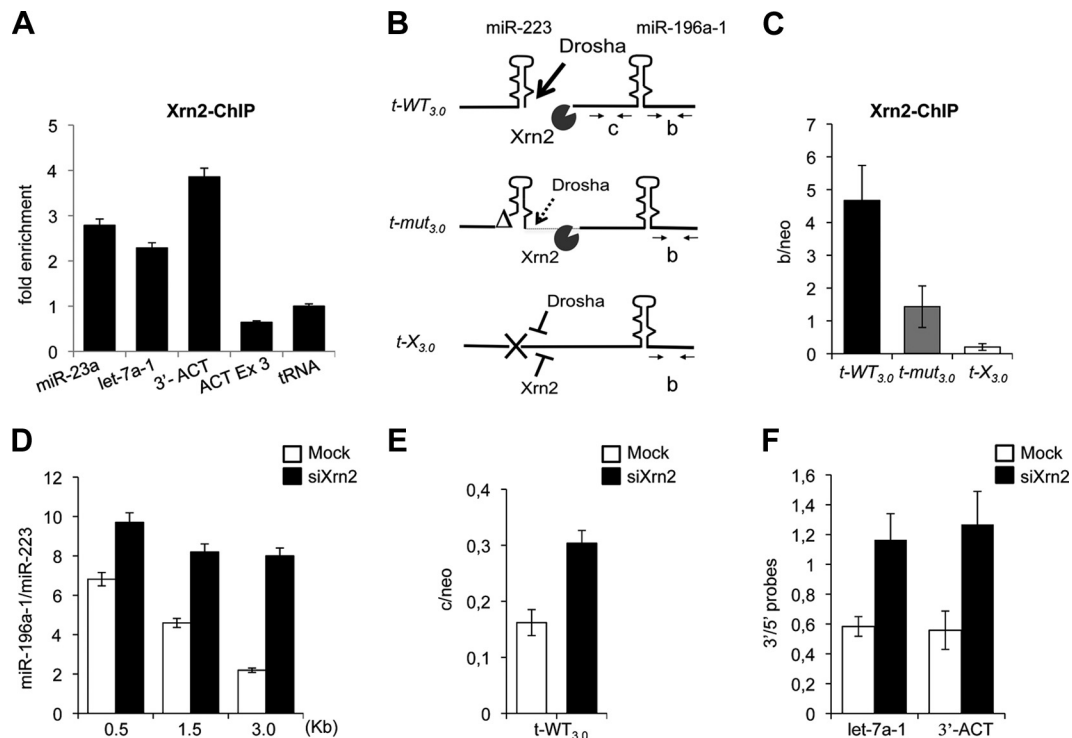 A
Xrn2-ChIP
fold enrichment
5
4
3
2
1
0
miR-23a
let-7a-1
3'- ACT
ACT Ex 3
tRNA
B
miR-223
miR-196a-1
Drosha
t-WT3.0
Xrn2
c
b
Drosha
t-mut3.0
Δ
Xrn2
b
Drosha
t-X3.0
X
Xrn2
b
C
Xrn2-ChIP
b/neo
7
6
5
4
3
2
1
0
t-WT3.0
t-mut3.0
t-X3.0
D
Mock
siXrn2
miR-196a-1/miR-223
12
10
8
6
4
2
0
0.5
1.5
3.0
(Kb)
E
Mock
siXrn2
c/neo
0,4
0,3
0,2
0,1
0
t-WT3.0
F
Mock
siXrn2
3'/5' probes
1,6
1,4
1,2
1
0,8
0,6
0,4
0,2
0
let-7a-1
3'-ACT